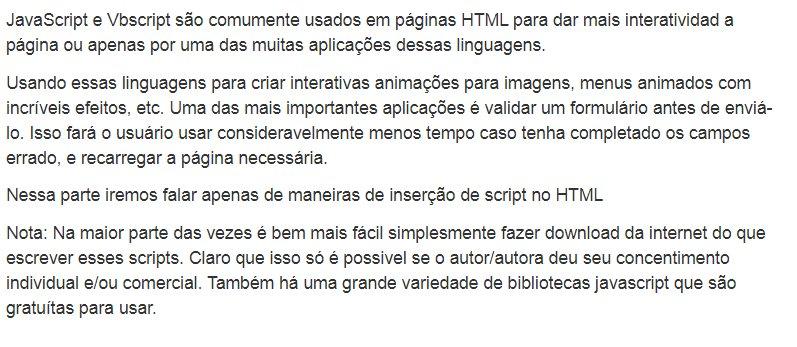 JavaScript e Vbscript são comumente usados em páginas HTML para dar mais interatividad a
página ou apenas por uma das muitas aplicações dessas linguagens.
Usando essas linguagens para criar interativas animações para imagens, menus animados com
incríveis efeitos, etc. Uma das mais importantes aplicações é validar um formulário antes de enviá-
lo. Isso fará o usuário usar consideravelmente menos tempo caso tenha completado os campos
errado, e recarregar a página necessária.
Nessa parte iremos falar apenas de maneiras de inserção de script no HTML
Nota: Na maior parte das vezes é bem mais fácil simplesmente fazer download da internet do que
escrever esses scripts. Claro que isso só é possivel se o autor/autora deu seu concentimento
individual e/ou comercial. Também há uma grande variedade de bibliotecas javascript que são
gratuítas para usar.